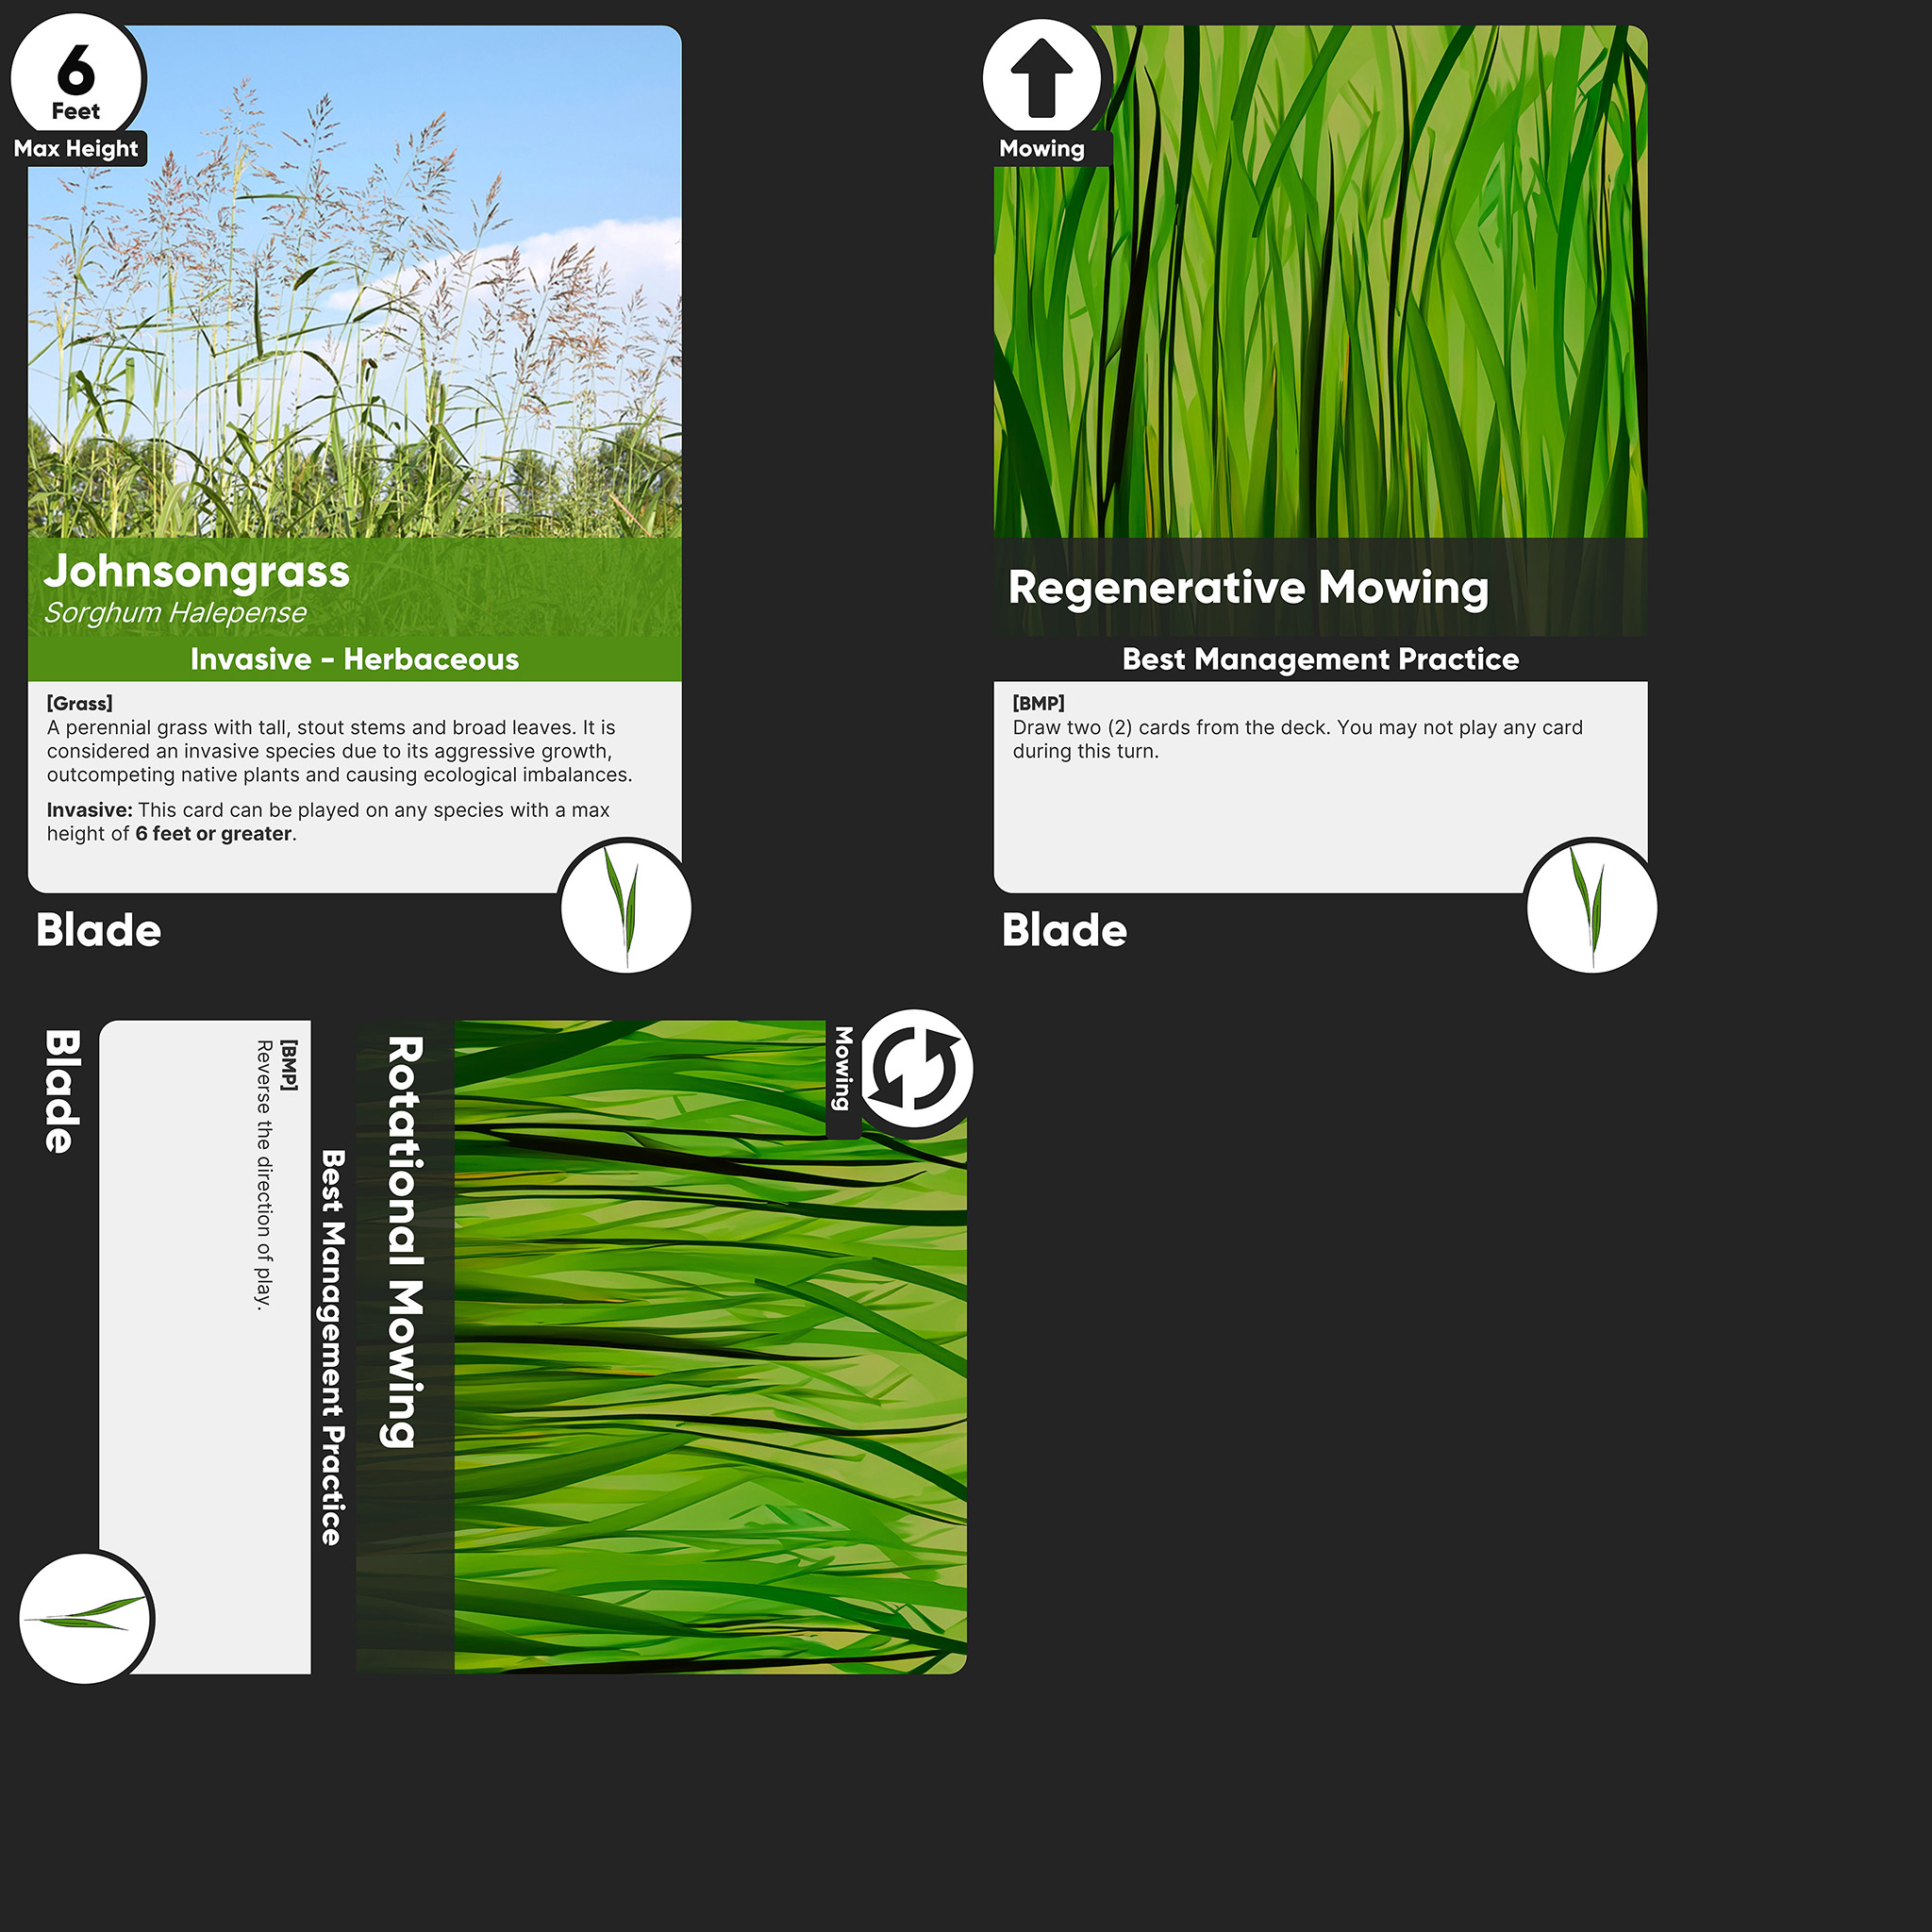 6
Feet
Max Height
Johnsongrass
Sorghum Halepense
Invasive - Herbaceous
[Grass]
A perennial grass with tall, stout stems and broad leaves. It is
considered an invasive species due to its aggressive growth,
outcompeting native plants and causing ecological imbalances.
Invasive: This card can be played on any species with a max
height of 6 feet or greater.
Blade
Mowing
Regenerative Mowing
Best Management Practice
[BMP]
Draw two (2) cards from the deck. You may not play any card
during this turn.
Blade
Mowing
Rotational Mowing
Best Management Practice
[BMP]
Reverse the direction of play.
Blade